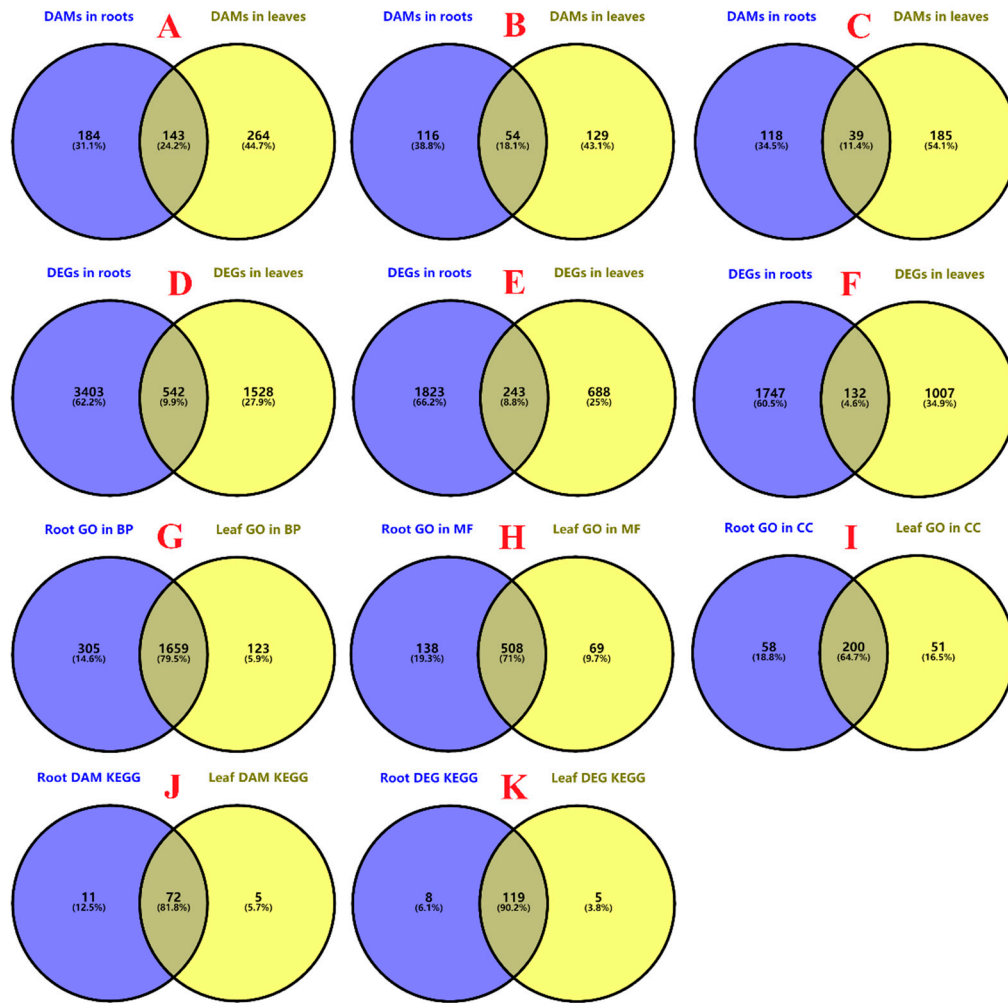 DAMs in roots A DAMs in leaves
184 143 264
(31.1%) (24.2%) (44.7%)
DAMs in roots B DAMs in leaves
116 54 129
(38.8%) (18.1%) (43.1%)
DAMs in roots C DAMs in leaves
118 39 185
(34.5%) (11.4%) (54.1%)
DEGs in roots D DEGs in leaves
3403 542 1528
(62.2%) (9.9%) (27.9%)
DEGs in roots E DEGs in leaves
1823 243 688
(66.2%) (8.8%) (25%)
DEGs in roots F DEGs in leaves
1747 132 1007
(60.5%) (4.6%) (34.9%)
Root GO in BP G Leaf GO in BP
305 1659 123
(14.6%) (79.5%) (5.9%)
Root GO in MF H Leaf GO in MF
138 508 69
(19.3%) (71%) (9.7%)
Root GO in CC I Leaf GO in CC
58 200 51
(18.8%) (64.7%) (16.5%)
Root DAM KEGG J Leaf DAM KEGG
11 72 5
(12.5%) (81.8%) (5.7%)
Root DEG KEGG K Leaf DEG KEGG
8 119 5
(6.1%) (90.2%) (3.8%)